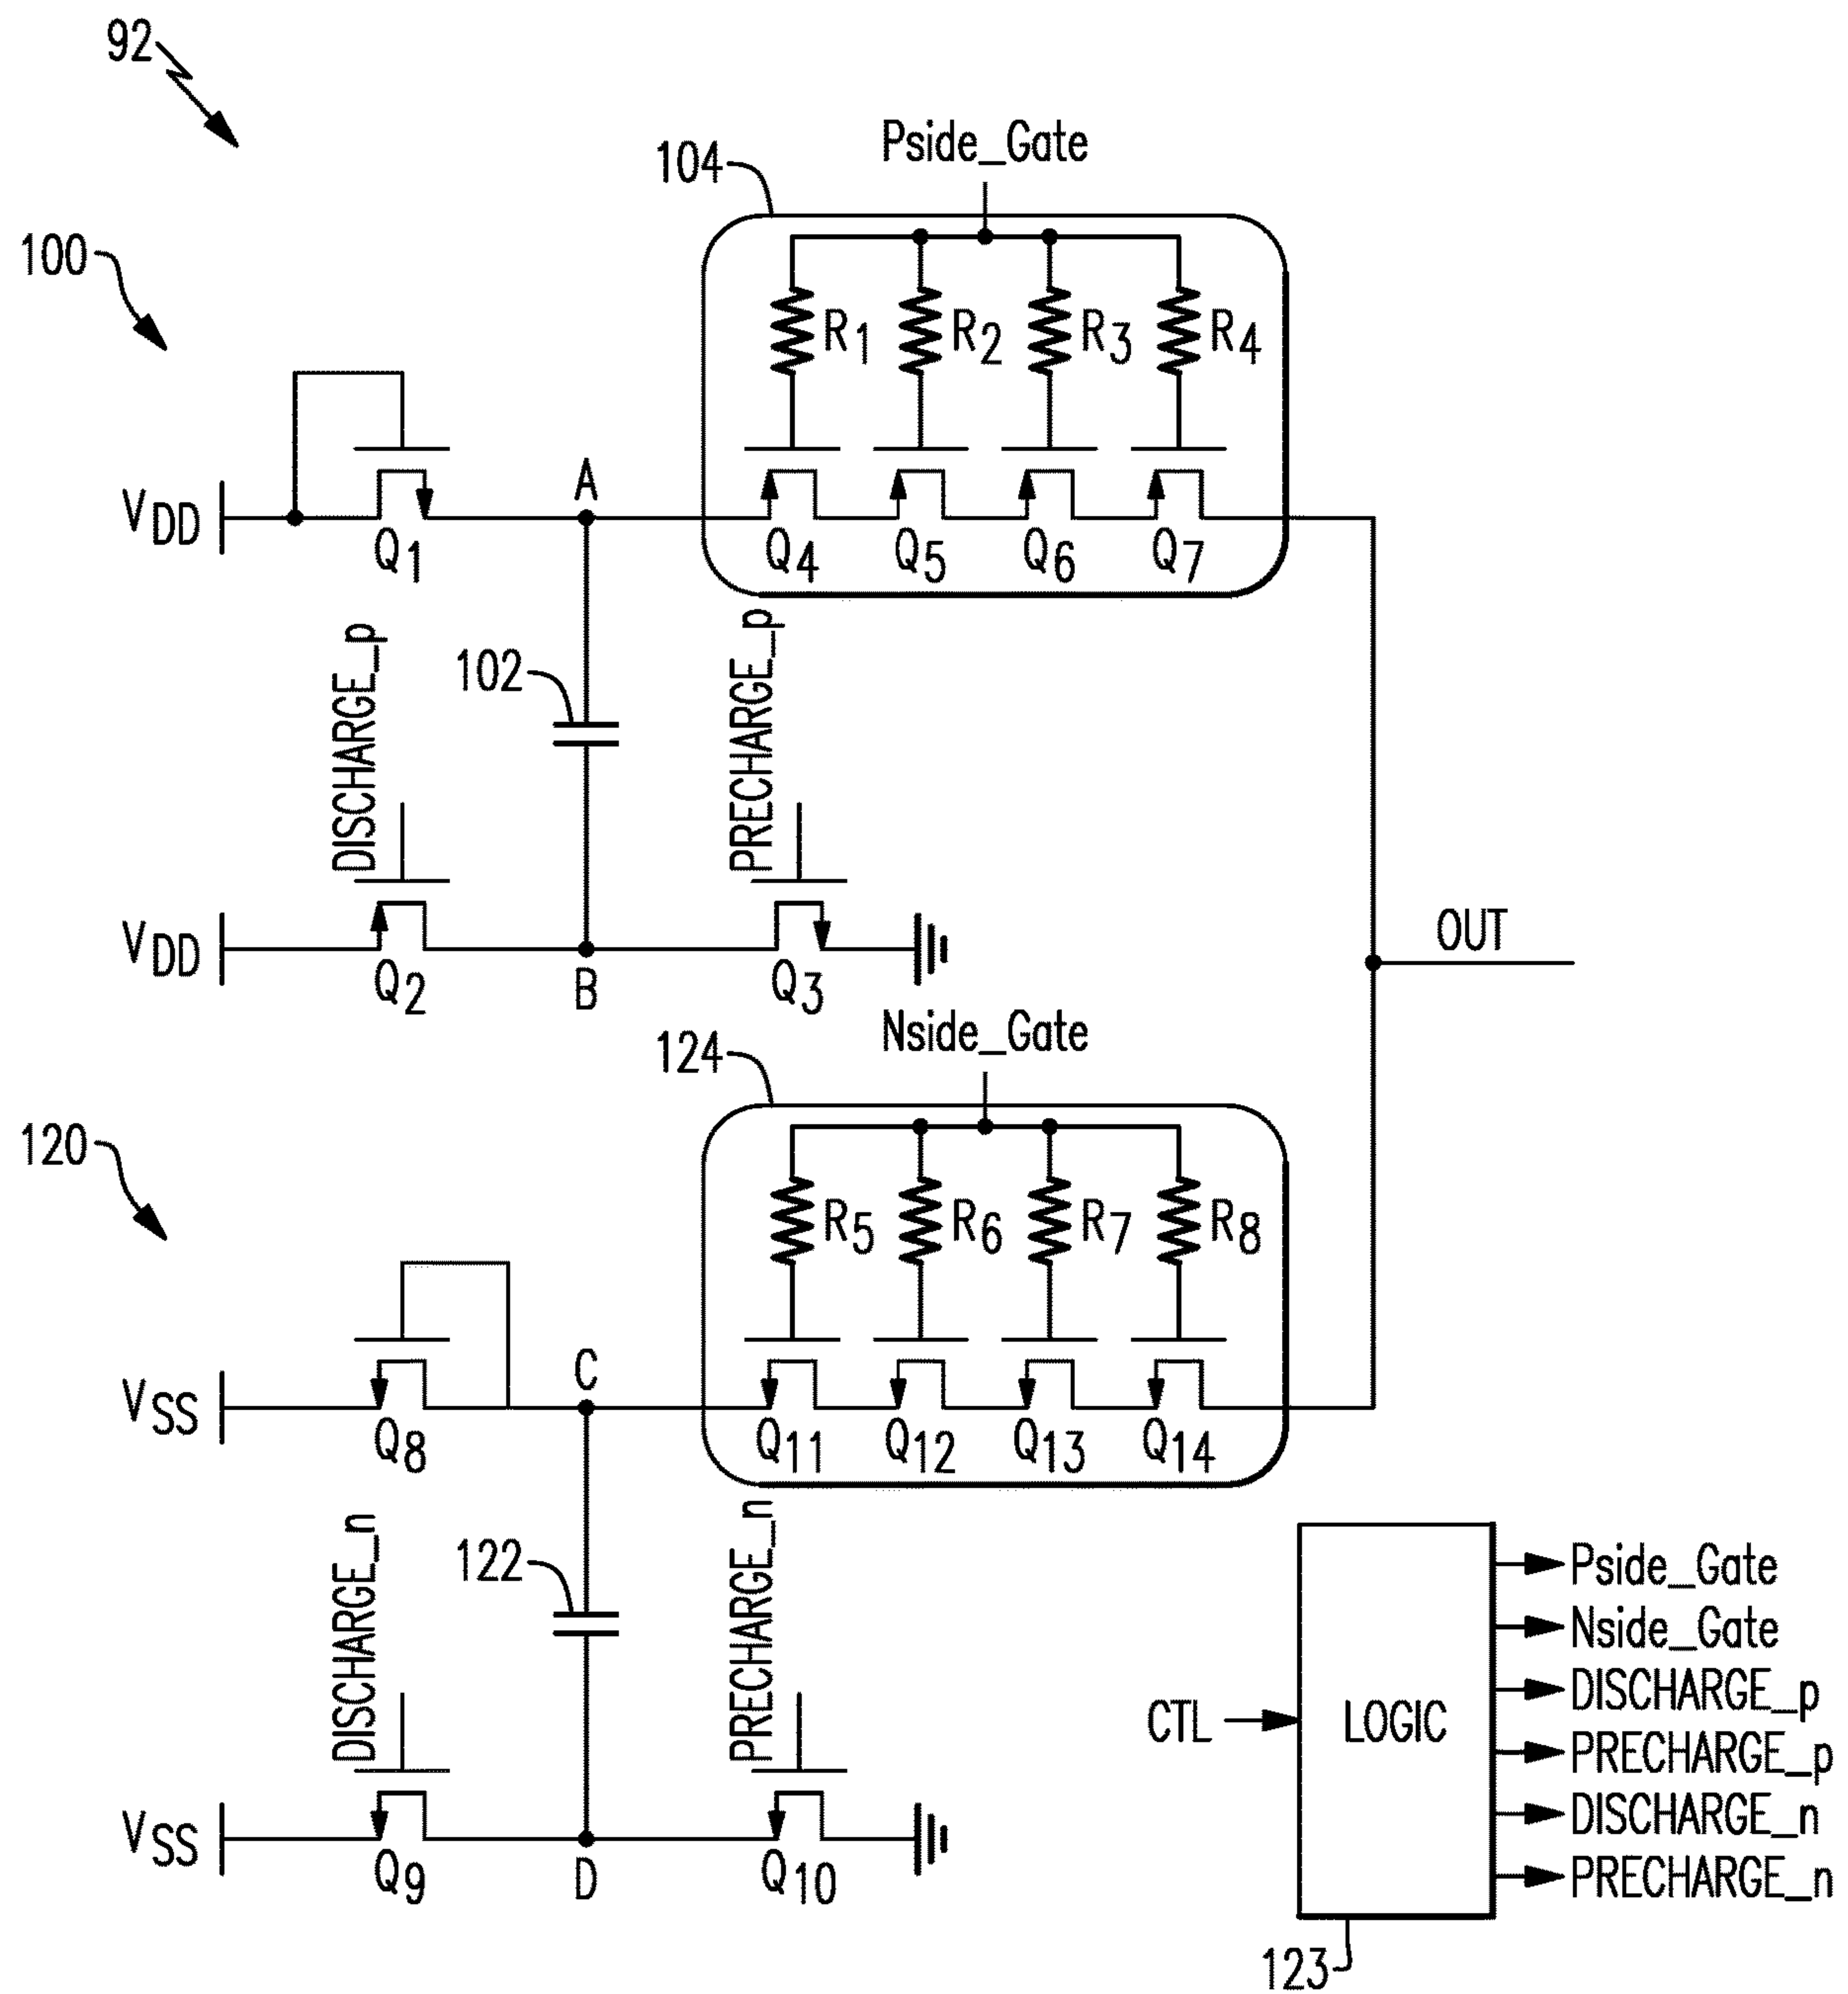 92
Pside_Gate
104
100
R1 R2 R3 R4
VDD
A
Q1 Q4 Q5 Q6 Q7
DISCHARGE_p
102
PRECHARGE_p
VDD
OUT
Q2 B Q3
Nside_Gate
124
120
R5 R6 R7 R8
VSS
C
Q8 Q11 Q12 Q13 Q14
DISCHARGE_n
122
PRECHARGE_n
VSS
Q9 D Q10
CTL
LOGIC
Pside_Gate
Nside_Gate
DISCHARGE_p
PRECHARGE_p
DISCHARGE_n
PRECHARGE_n
123